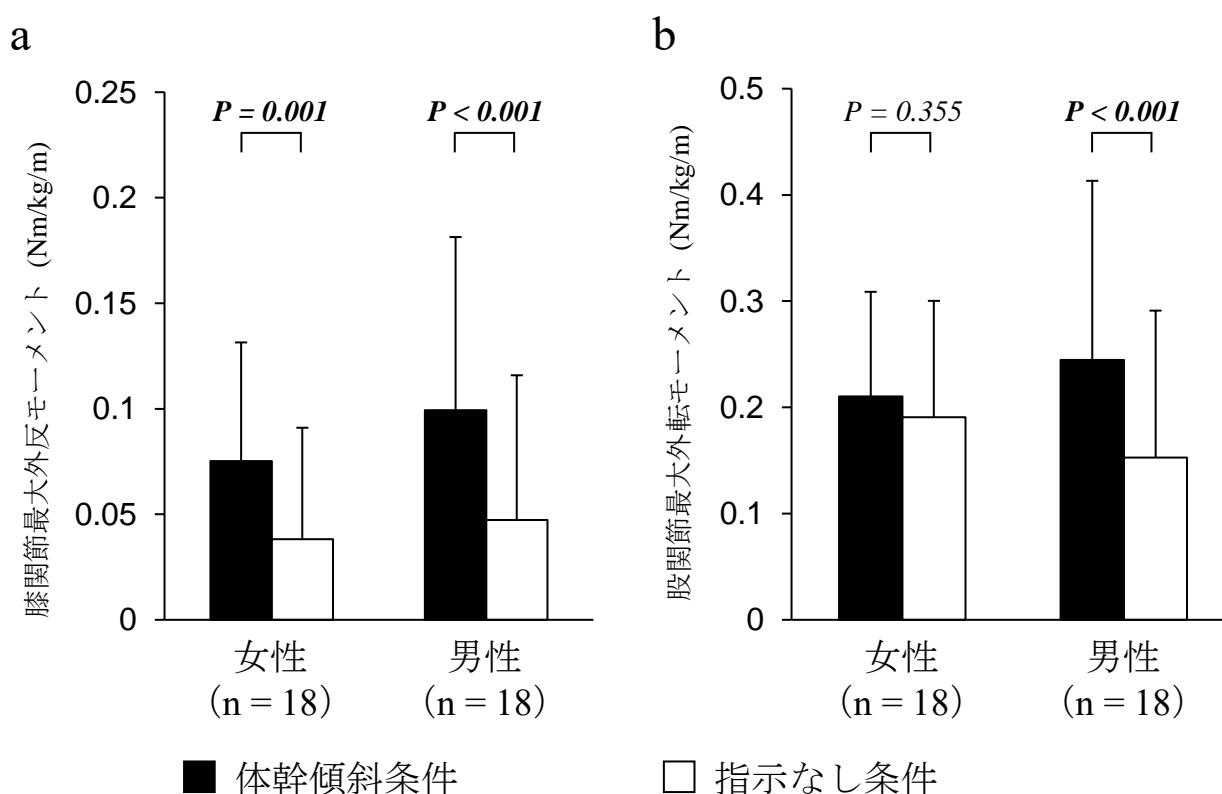 a
膝関節最大外反モーメント (Nm/kg/m)
0.25
0.2
0.15
0.1
0.05
0
P = 0.001
P < 0.001
女性
(n = 18)
男性
(n = 18)
b
股関節最大外転モーメント (Nm/kg/m)
0.5
0.4
0.3
0.2
0.1
0
P = 0.355
P < 0.001
女性
(n = 18)
男性
(n = 18)
体幹傾斜条件
指示なし条件